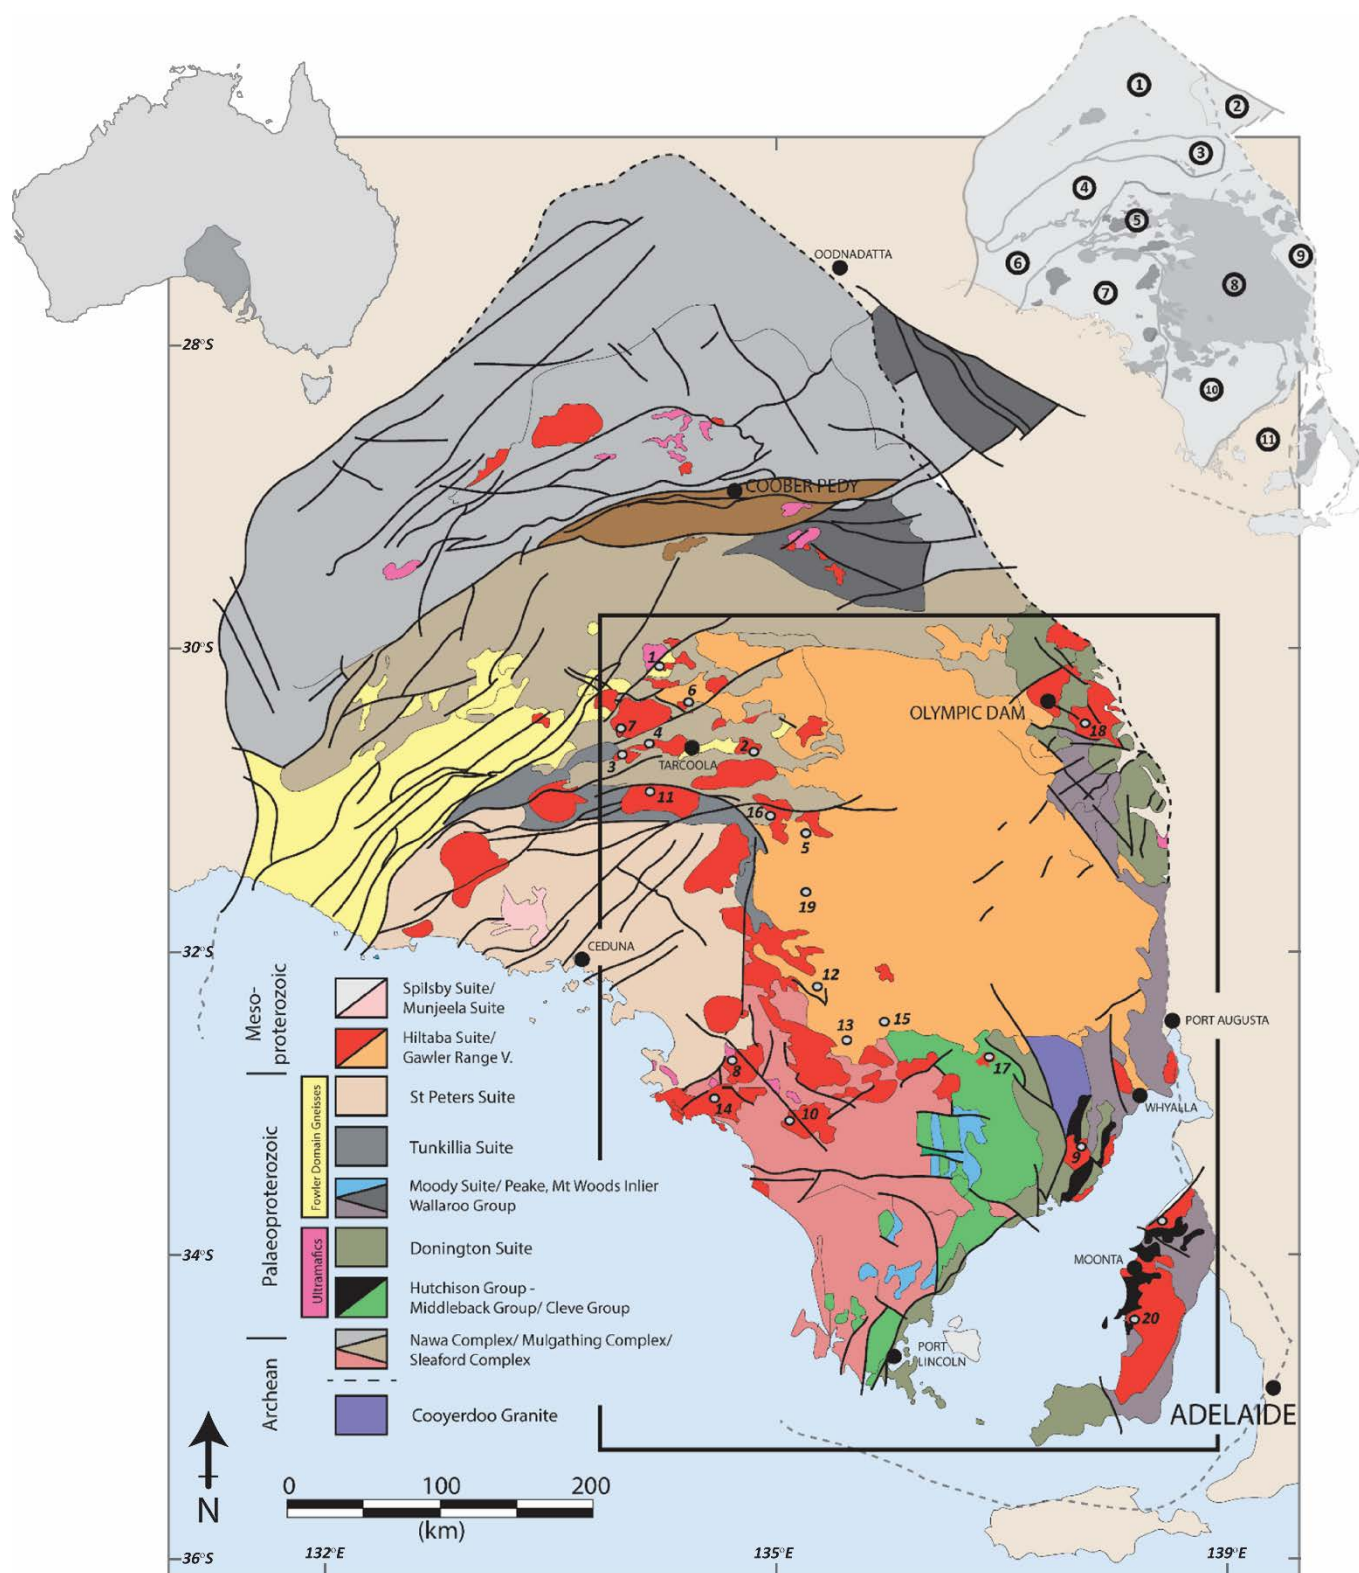 1
2
3
4
5
6
7
8
9
10
11
OODNADATTA
28°S
COOBER PEDY
30°S
1
6
OLYMPIC DAM
7
4
2
18
3
TARCOOLA
11
16
5
19
32°S
CEDUNA
12
13
15
PORT AUGUSTA
8
17
14
10
WHYALLA
9
34°S
MOONTA
20
PORT
LINCOLN
ADELAIDE
Meso-
proterozoic
Spilsby Suite/
Munjeela Suite
Hiltaba Suite/
Gawler Range V.
Palaeoproterozoic
Fowler Domain Gneisses
St Peters Suite
Tunkillia Suite
Moody Suite/ Peake, Mt Woods Inlier
Wallaroo Group
Ultramafics
Donington Suite
Hutchison Group -
Middleback Group/ Cleve Group
Archean
Nawa Complex/ Mulgathing Complex/
Sleaford Complex
Cooyerdoo Granite
N
0 100 200
(km)
36°S
132°E 135°E 139°E